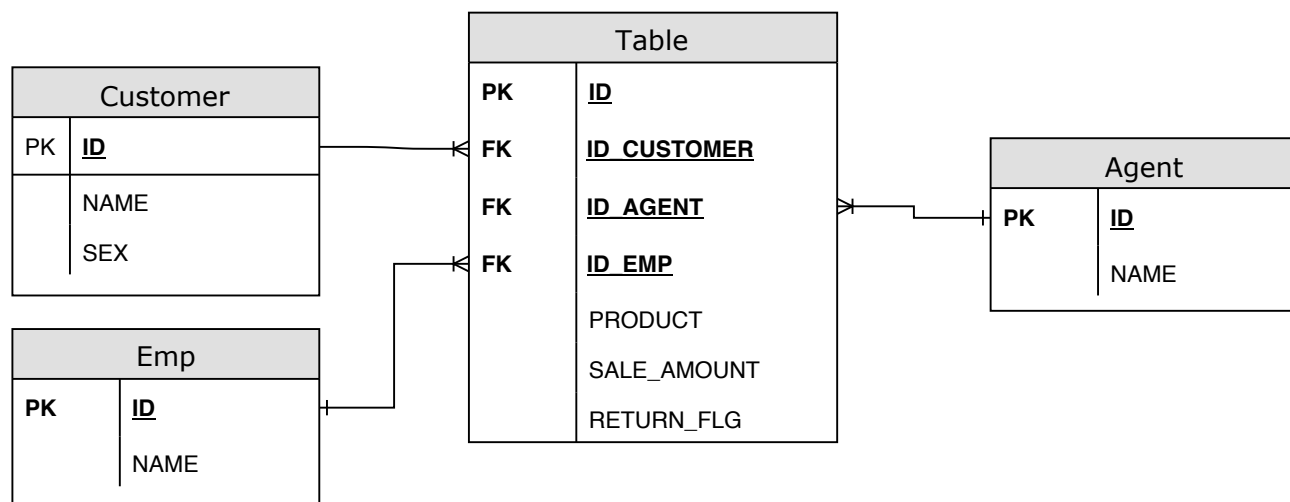 Customer
PK ID
NAME
SEX
Emp
PK ID
NAME
Table
PK ID
FK ID_CUSTOMER
FK ID_AGENT
FK ID_EMP
PRODUCT
SALE_AMOUNT
RETURN_FLG
Agent
PK ID
NAME